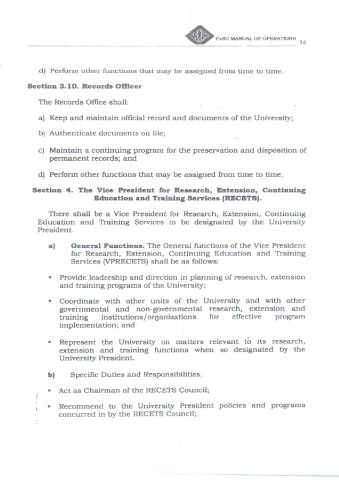 CvSU MANUAL OF OPERATIONS 34
d) Perform other functions that may be assigned from time to time.
Section 3.10. Records Officer
The Records Office shall:
a) Keep and maintain official record and documents of the University;
b) Authenticate documents on file;
c) Maintain a continuing program for the preservation and disposition of
permanent records; and
d) Perform other functions that may be assigned from time to time.
Section 4. The Vice President for Research, Extension, Continuing
Education and Training Services (RECETS).
There shall be a Vice President for Research, Extension, Continuing
Education and Training Services to be designated by the University
President.
a) General Functions. The General functions of the Vice President
for Research, Extension, Continuing Education and Training
Services (VPRECETS) shall be as follows:
• Provide leadership and direction in planning of research, extension
and training programs of the University;
• Coordinate with other units of the University and with other
governmental and non-governmental research, extension and
training institutions/organizations for effective program
implementation; and
• Represent the University on matters relevant to its research,
extension and training functions when so designated by the
University President.
b) Specific Duties and Responsibilities.
• Act as Chairman of the RECETS Council;
• Recommend to the University President policies and programs
concurred in by the RECETS Council;